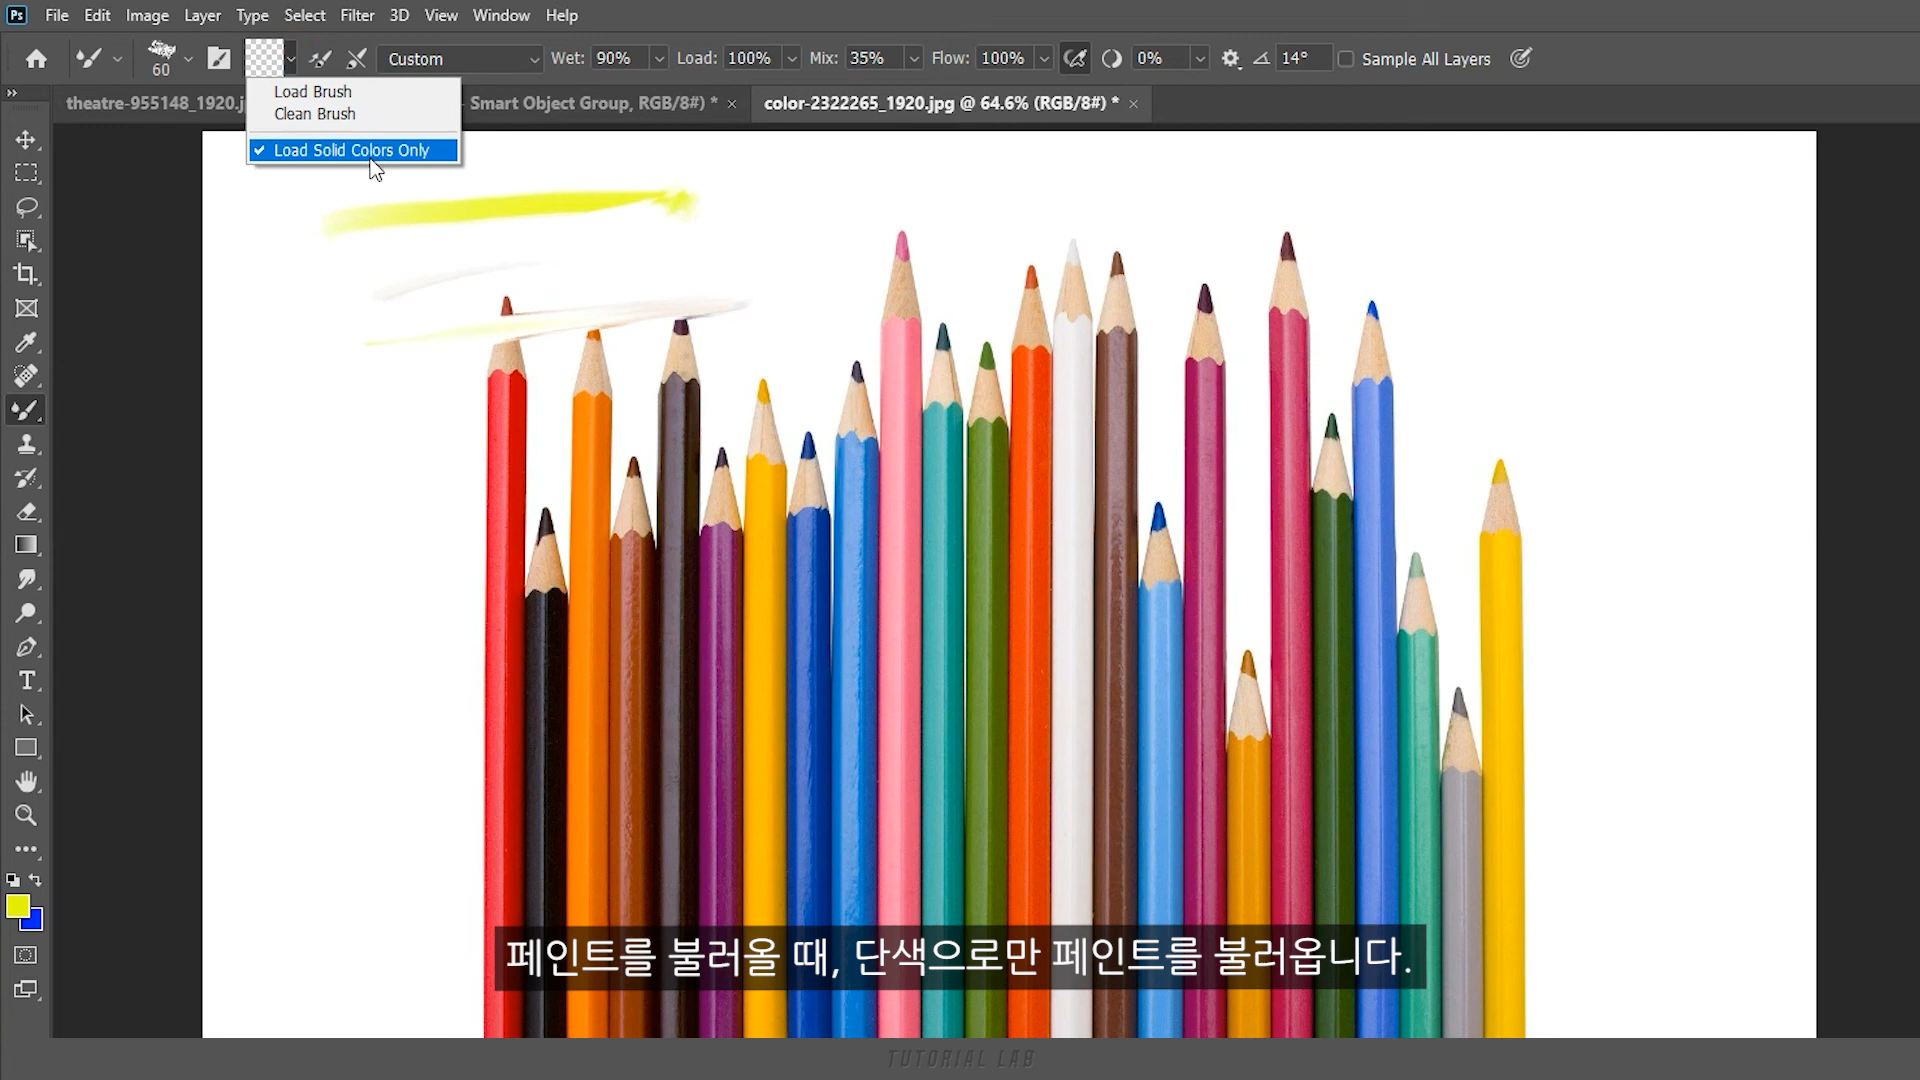 Ps File Edit Image Layer Type Select Filter 3D View Window Help
60 Custom Wet: 90% Load: 100% Mix: 35% Flow: 100% 0% 14° Sample All Layers
theatre-955148_1920.j Smart Object Group, RGB/8#) * × color-2322265_1920.jpg @ 64.6% (RGB/8#) * ×
Load Brush
Clean Brush
Load Solid Colors Only
페인트를 불러올 때, 단색으로만 페인트를 불러옵니다.
TUTORIAL LAB